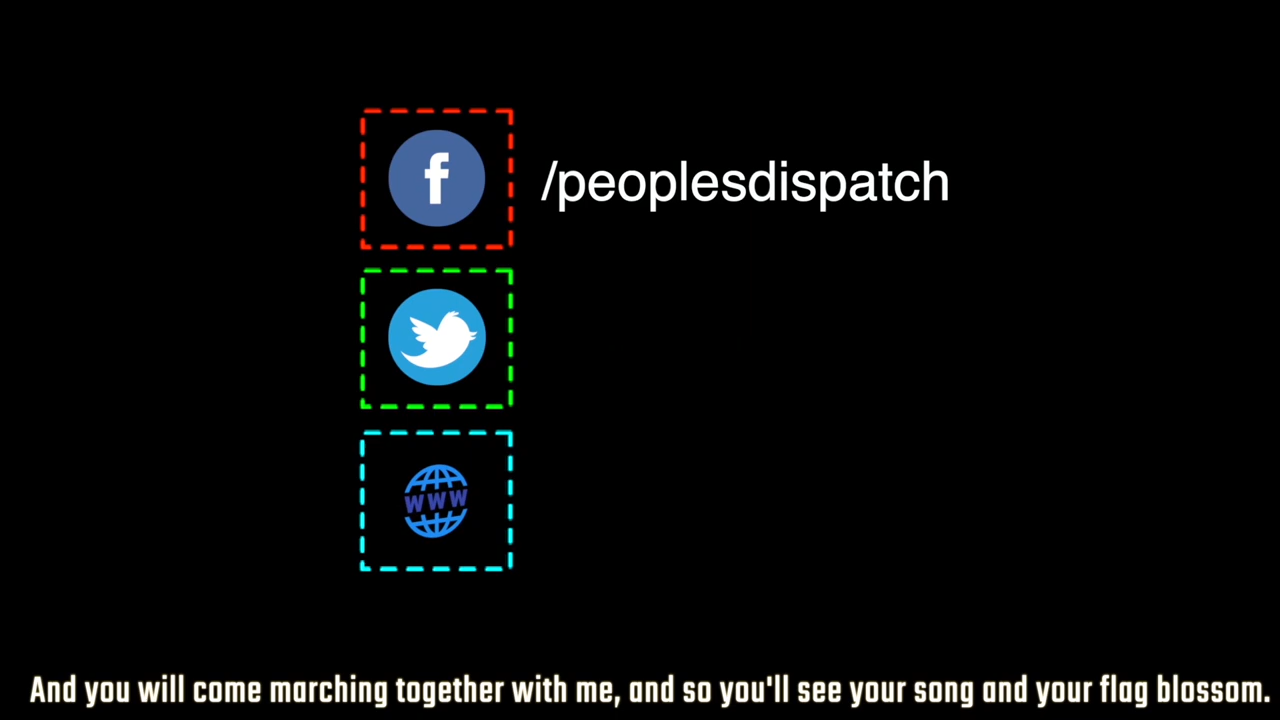 f
/peoplesdispatch
WWW
And you will come marching together with me, and so you'll see your song and your flag blossom.